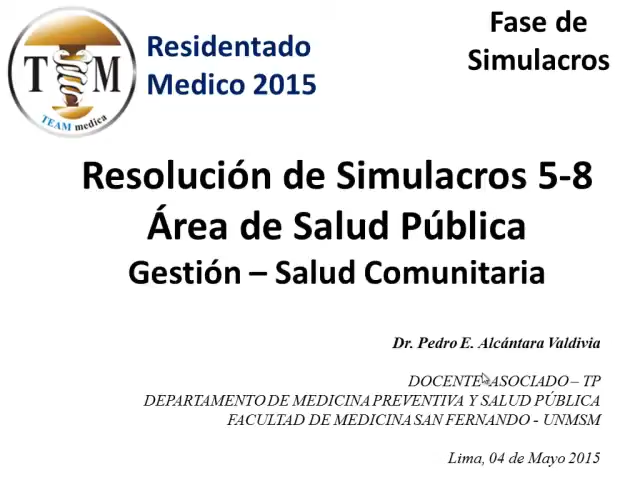 T M
TEAM medica
Residentado
Medico 2015
Fase de
Simulacros
Resolución de Simulacros 5-8
Área de Salud Pública
Gestión – Salud Comunitaria
Dr. Pedro E. Alcántara Valdivia
DOCENTE ASOCIADO – TP
DEPARTAMENTO DE MEDICINA PREVENTIVA Y SALUD PÚBLICA
FACULTAD DE MEDICINA SAN FERNANDO - UNMSM
Lima, 04 de Mayo 2015